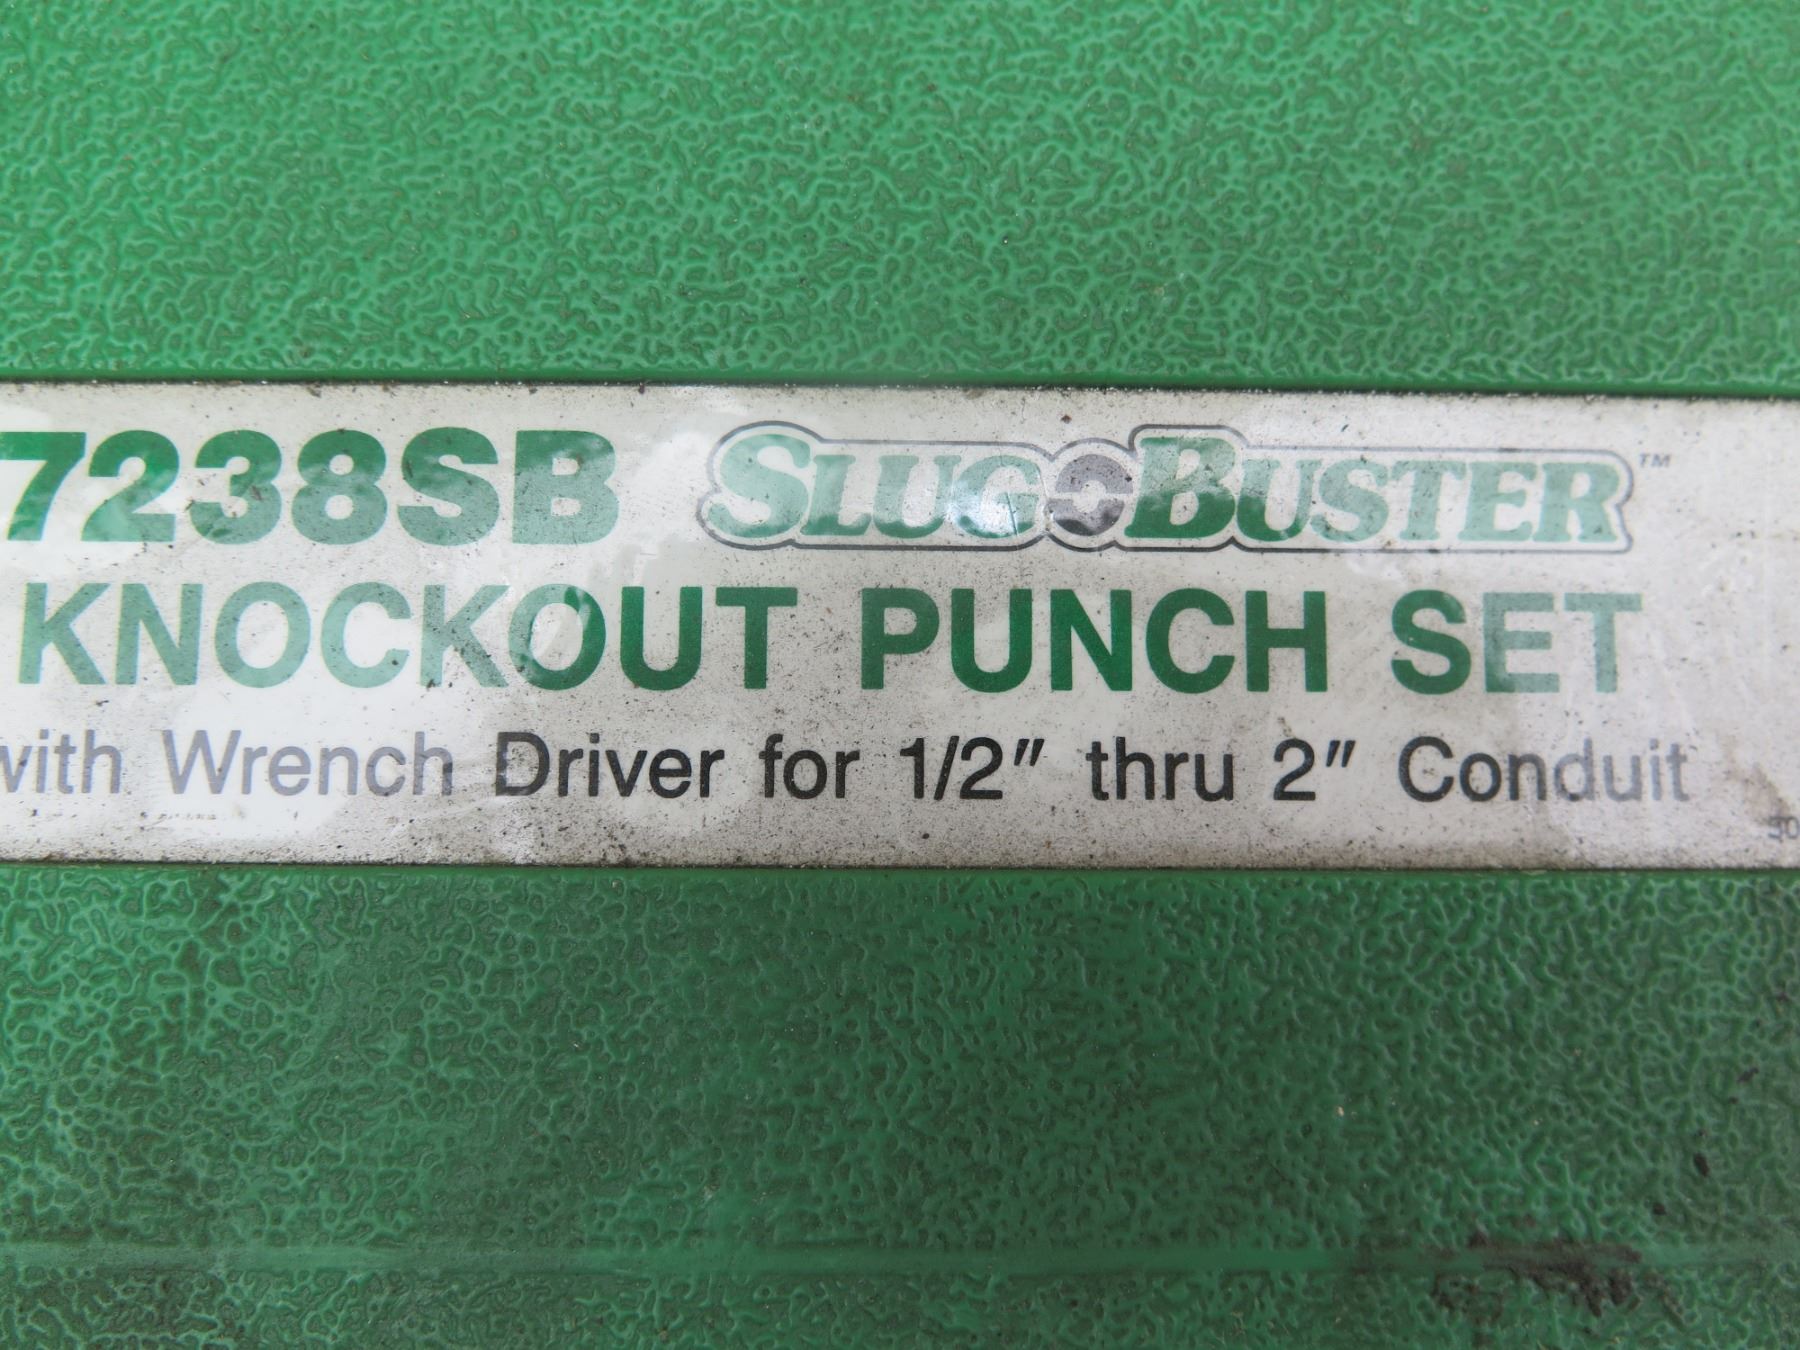 7238SB SLUG BUSTER™
KNOCKOUT PUNCH SET
with Wrench Driver for 1/2" thru 2" Conduit